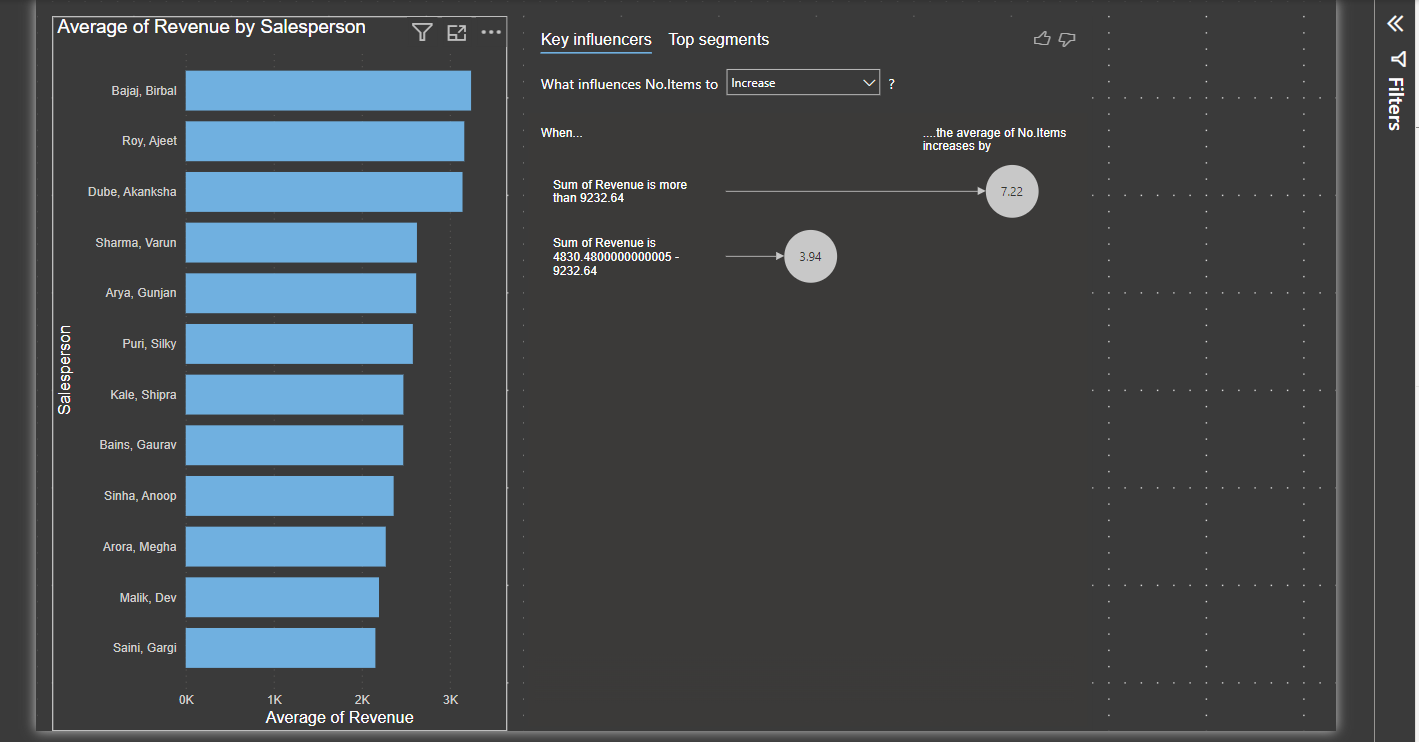 Average of Revenue by Salesperson
Salesperson
Bajaj, Birbal
Roy, Ajeet
Dube, Akanksha
Sharma, Varun
Arya, Gunjan
Puri, Silky
Kale, Shipra
Bains, Gaurav
Sinha, Anoop
Arora, Megha
Malik, Dev
Saini, Gargi
0K 1K 2K 3K
Average of Revenue
Key influencers Top segments
What influences No.Items to Increase ?
When...
....the average of No.Items
increases by
Sum of Revenue is more
than 9232.64
7.22
Sum of Revenue is
4830.4800000000005 -
9232.64
3.94
Filters